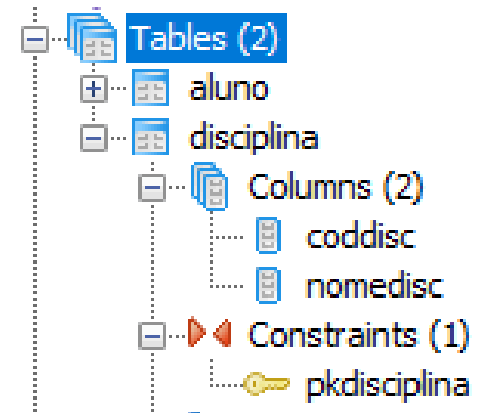 Tables (2)
aluno
disciplina
Columns (2)
coddisc
nomedisc
Constraints (1)
pkdisciplina